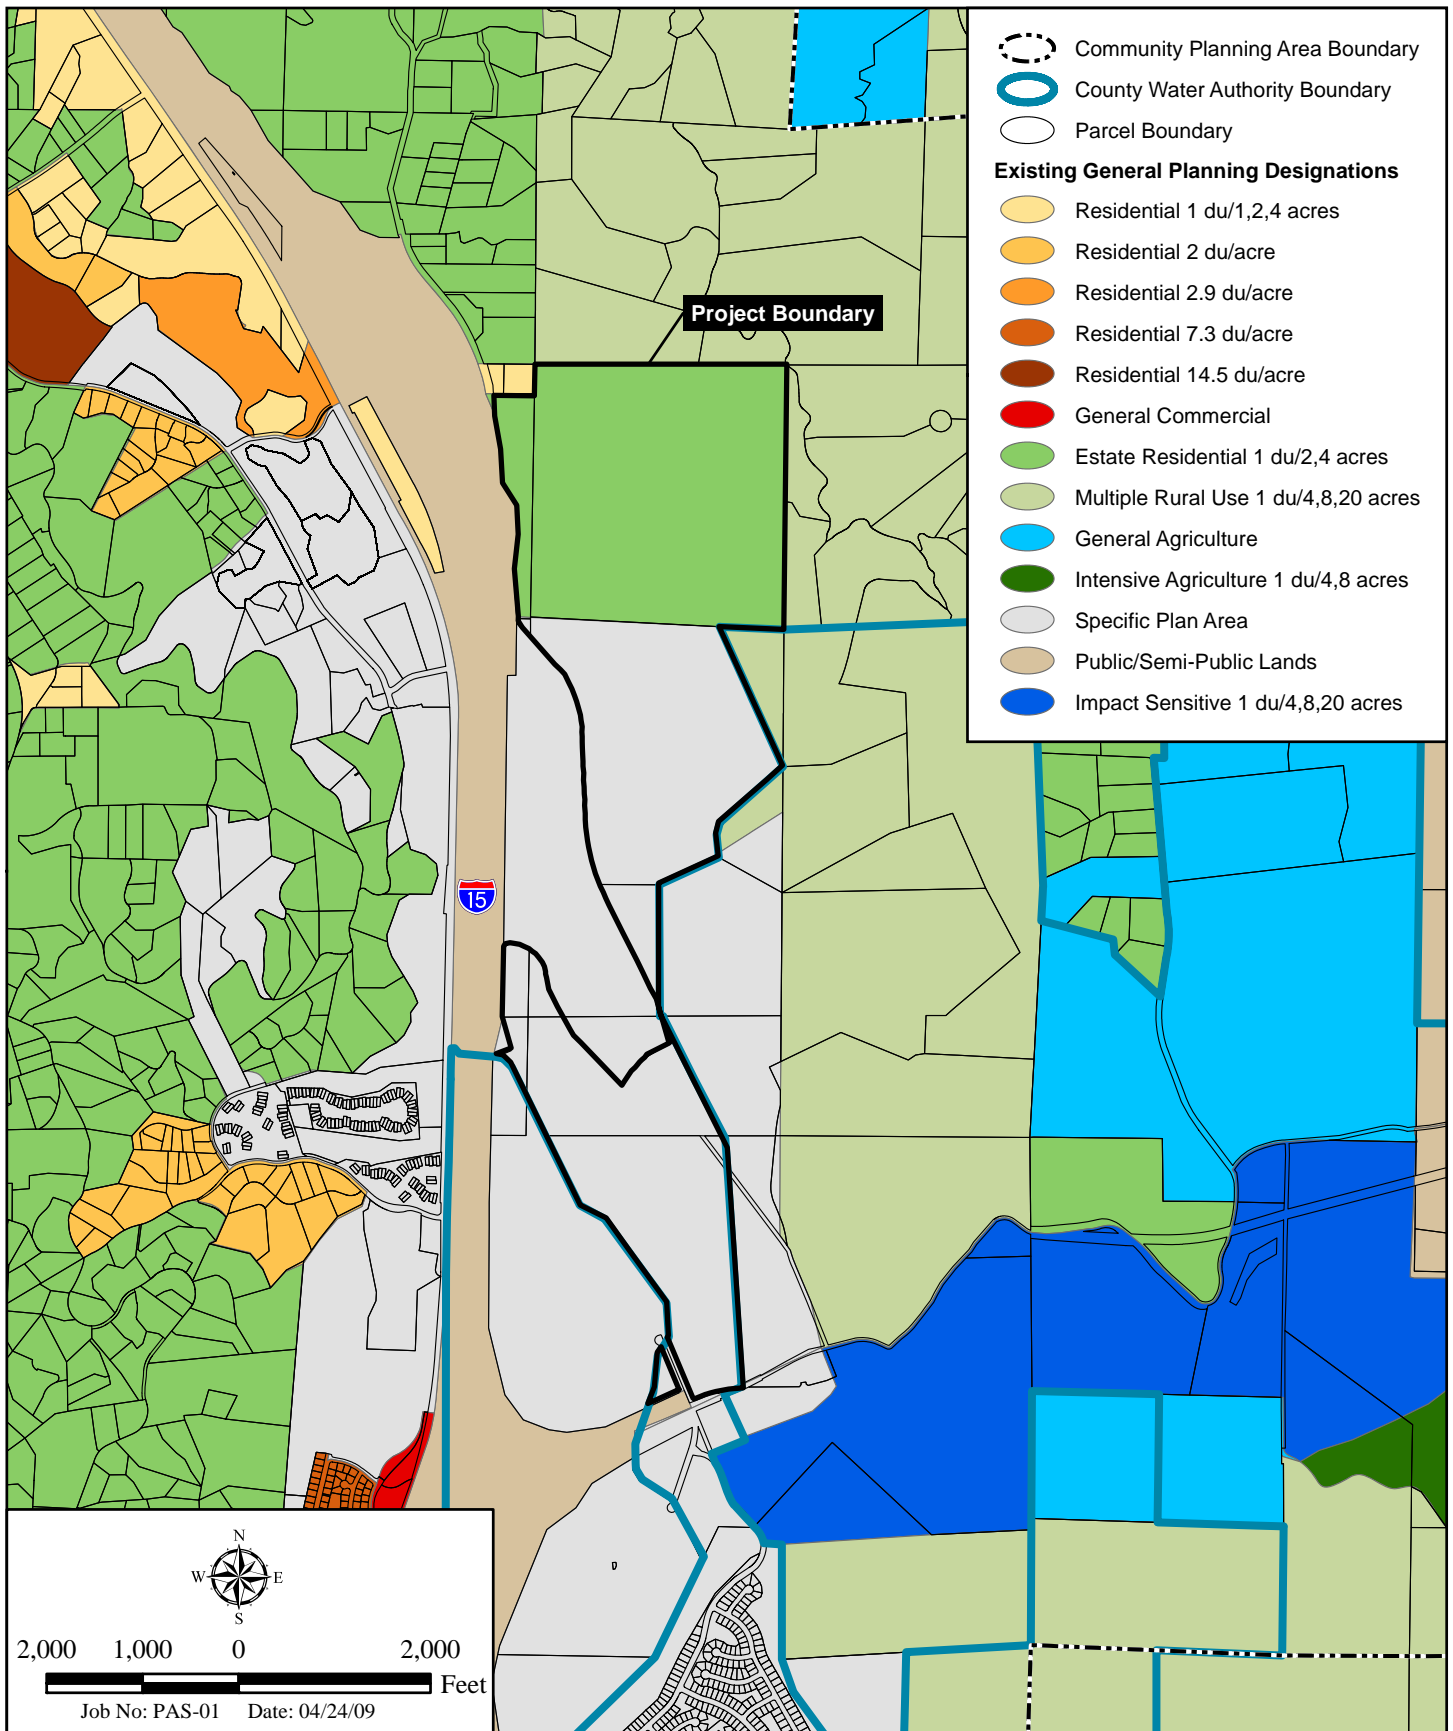 Community Planning Area Boundary
County Water Authority Boundary
Parcel Boundary
Existing General Planning Designations
Residential 1 du/1,2,4 acres
Residential 2 du/acre
Residential 2.9 du/acre
Residential 7.3 du/acre
Residential 14.5 du/acre
General Commercial
Estate Residential 1 du/2,4 acres
Multiple Rural Use 1 du/4,8,20 acres
General Agriculture
Intensive Agriculture 1 du/4,8 acres
Specific Plan Area
Public/Semi-Public Lands
Impact Sensitive 1 du/4,8,20 acres
Project Boundary
15
N
W E
S
2,000 1,000 0 2,000
Feet
Job No: PAS-01 Date: 04/24/09